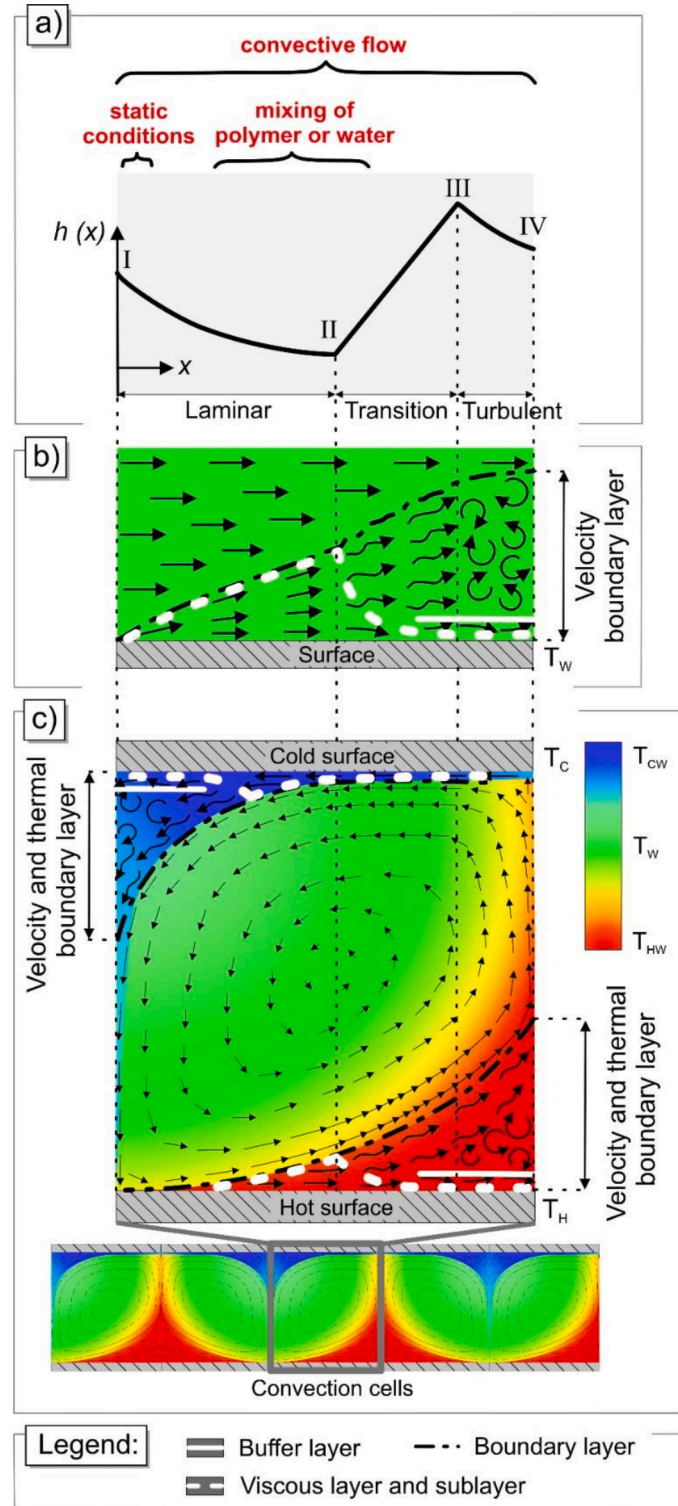 a)
convective flow
static
conditions
mixing of
polymer or water
h (x)
I
II
III
IV
x
Laminar
Transition
Turbulent
b)
Velocity
boundary layer
Surface
T_W
c)
Cold surface
T_C
T_CW
T_W
T_HW
Velocity and thermal
boundary layer
Velocity and thermal
boundary layer
Hot surface
T_H
Convection cells
Legend:
Buffer layer
Boundary layer
Viscous layer and sublayer